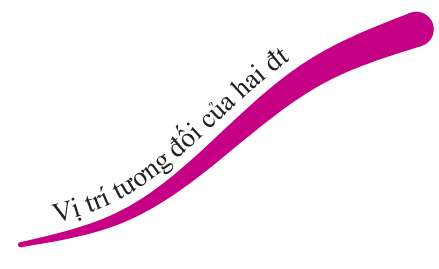 Vị trí tương đối của hai đt